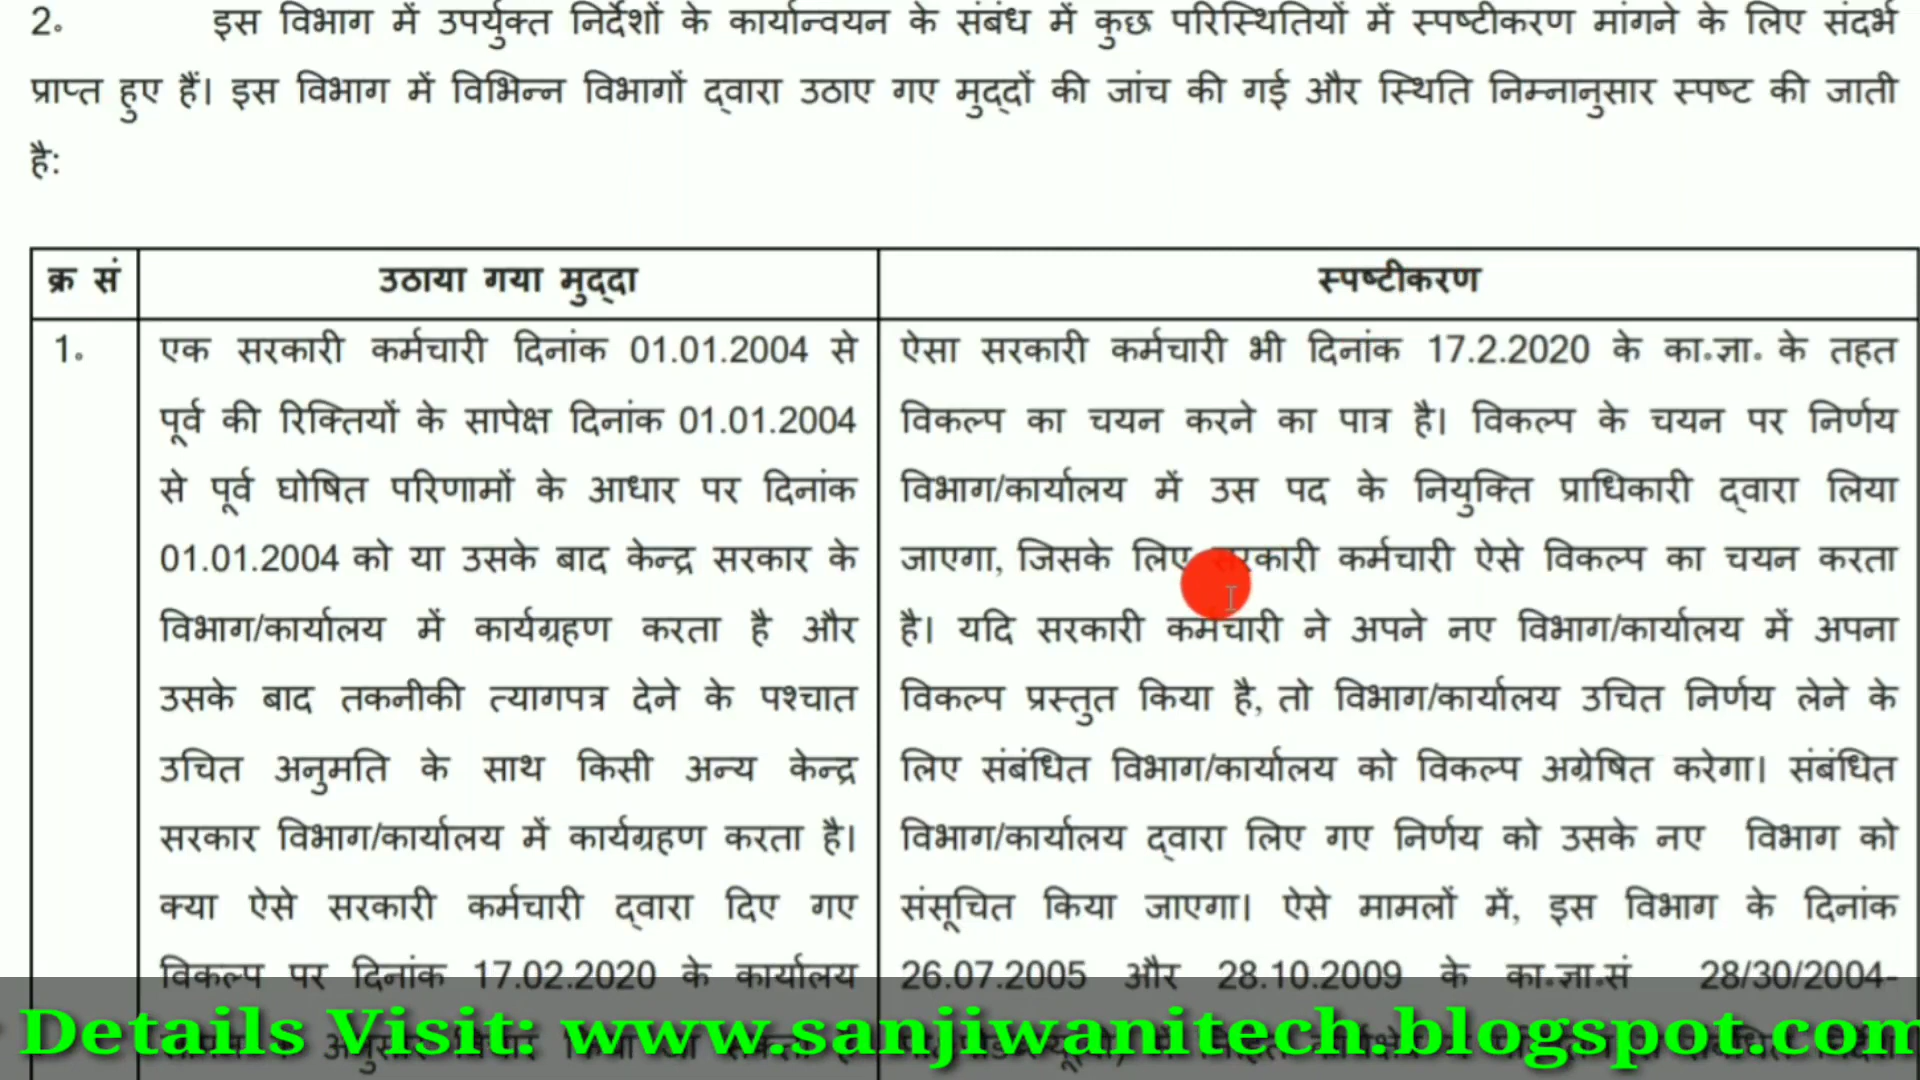 2. इस विभाग में उपर्युक्त निर्देशों के कार्यान्वयन के संबंध में कुछ परिस्थितियों में स्पष्टीकरण मांगने के लिए संदर्भ
प्राप्त हुए हैं। इस विभाग में विभिन्न विभागों द्वारा उठाए गए मुद्दों की जांच की गई और स्थिति निम्नानुसार स्पष्ट की जाती
है:
क्र सं उठाया गया मुद्दा स्पष्टीकरण
1.
एक सरकारी कर्मचारी दिनांक 01.01.2004 से
पूर्व की रिक्तियों के सापेक्ष दिनांक 01.01.2004
से पूर्व घोषित परिणामों के आधार पर दिनांक
01.01.2004 को या उसके बाद केन्द्र सरकार के
विभाग/कार्यालय में कार्यग्रहण करता है और
उसके बाद तकनीकी त्यागपत्र देने के पश्चात
उचित अनुमति के साथ किसी अन्य केन्द्र
सरकार विभाग/कार्यालय में कार्यग्रहण करता है।
क्या ऐसे सरकारी कर्मचारी द्वारा दिए गए
विकल्प पर दिनांक 17.02.2020 के कार्यालय
ऐसा सरकारी कर्मचारी भी दिनांक 17.2.2020 के का.ज्ञा. के तहत
विकल्प का चयन करने का पात्र है। विकल्प के चयन पर निर्णय
विभाग/कार्यालय में उस पद के नियुक्ति प्राधिकारी द्वारा लिया
जाएगा, जिसके लिए सरकारी कर्मचारी ऐसे विकल्प का चयन करता
है। यदि सरकारी कर्मचारी ने अपने नए विभाग/कार्यालय में अपना
विकल्प प्रस्तुत किया है, तो विभाग/कार्यालय उचित निर्णय लेने के
लिए संबंधित विभाग/कार्यालय को विकल्प अग्रेषित करेगा। संबंधित
विभाग/कार्यालय द्वारा लिए गए निर्णय को उसके नए विभाग को
संसूचित किया जाएगा। ऐसे मामलों में, इस विभाग के दिनांक
26.07.2005 और 28.10.2009 के का.ज्ञा.सं 28/30/2004-
Details Visit: www.sanjiwanitech.blogspot.com